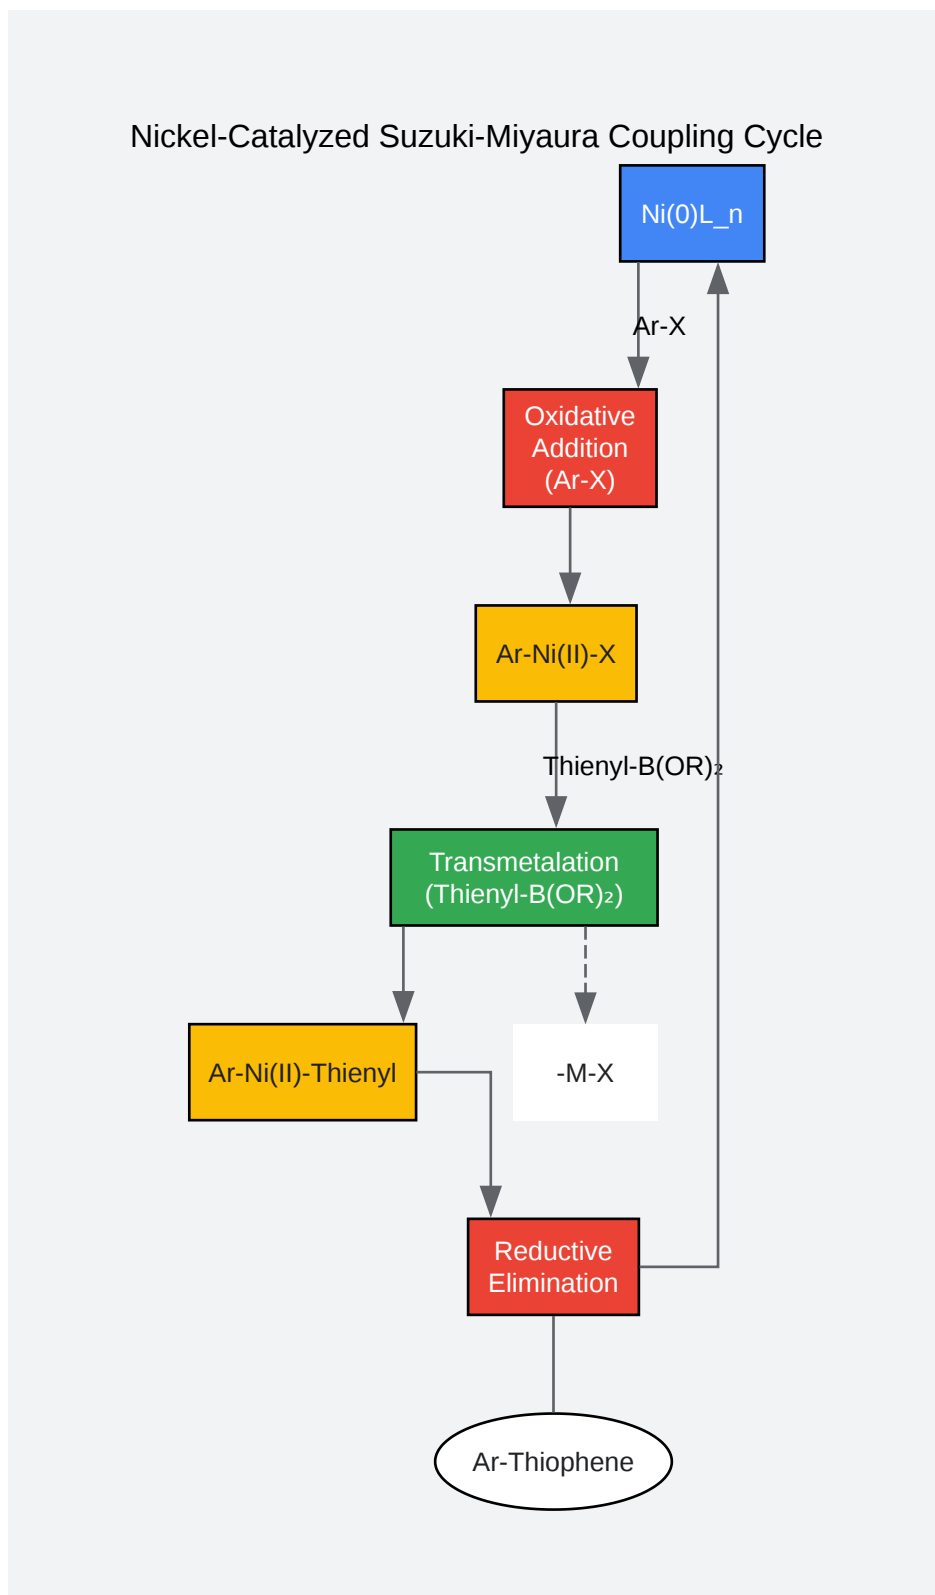 Nickel-Catalyzed Suzuki-Miyaura Coupling Cycle
Ni(0)L_n
Ar-X
Oxidative
Addition
(Ar-X)
Ar-Ni(II)-X
Thienyl-B(OR)₂
Transmetalation
(Thienyl-B(OR)₂)
Ar-Ni(II)-Thienyl
-M-X
Reductive
Elimination
Ar-Thiophene